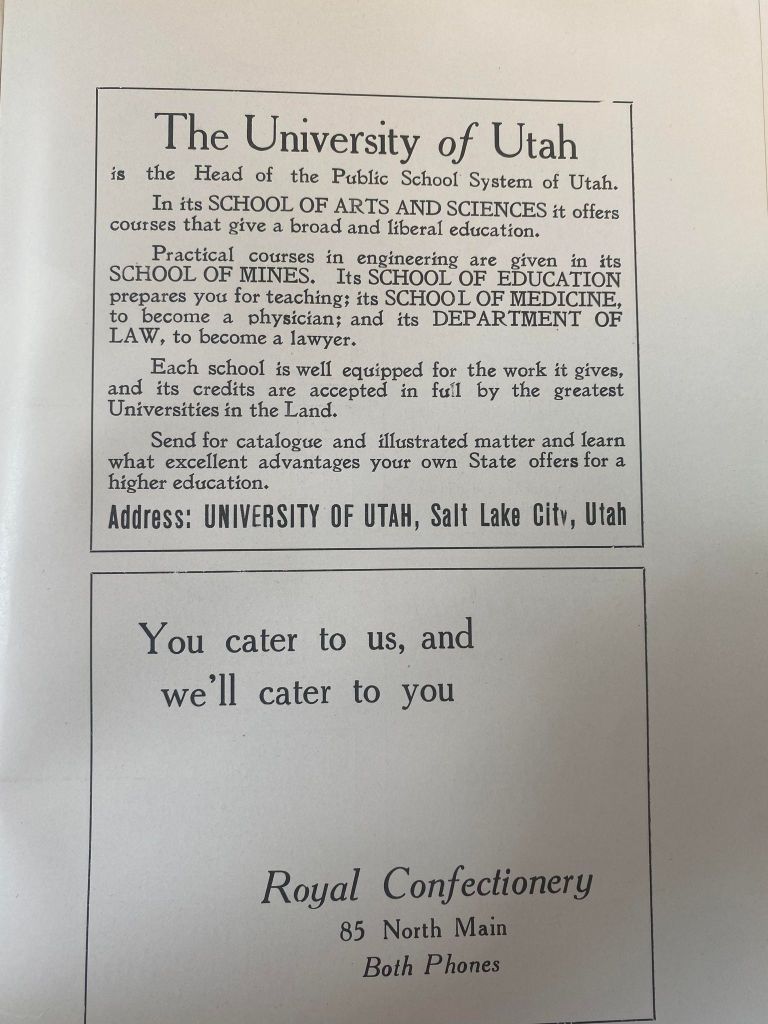 The University of Utah
is the Head of the Public School System of Utah.
In its SCHOOL OF ARTS AND SCIENCES it offers
courses that give a broad and liberal education.
Practical courses in engineering are given in its
SCHOOL OF MINES. Its SCHOOL OF EDUCATION
prepares you for teaching; its SCHOOL OF MEDICINE,
to become a physician; and its DEPARTMENT OF
LAW, to become a lawyer.
Each school is well equipped for the work it gives,
and its credits are accepted in full by the greatest
Universities in the Land.
Send for catalogue and illustrated matter and learn
what excellent advantages your own State offers for a
higher education.
Address: UNIVERSITY OF UTAH, Salt Lake City, Utah
You cater to us, and
we'll cater to you
Royal Confectionery
85 North Main
Both Phones